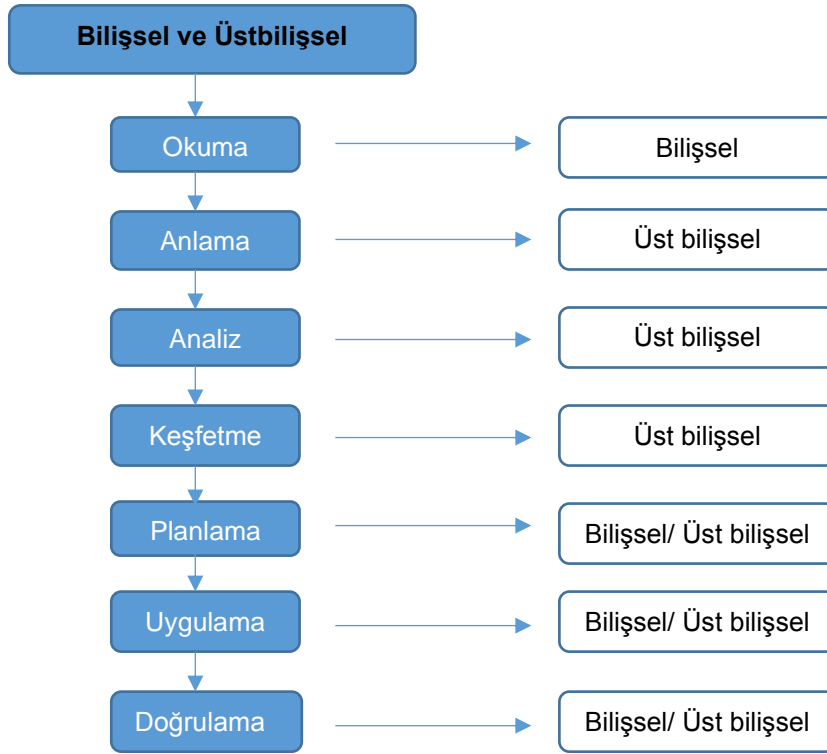 Bilişsel ve Üstbilişsel
Okuma
Bilişsel
Anlama
Üst bilişsel
Analiz
Üst bilişsel
Keşfetme
Üst bilişsel
Planlama
Bilişsel/ Üst bilişsel
Uygulama
Bilişsel/ Üst bilişsel
Doğrulama
Bilişsel/ Üst bilişsel